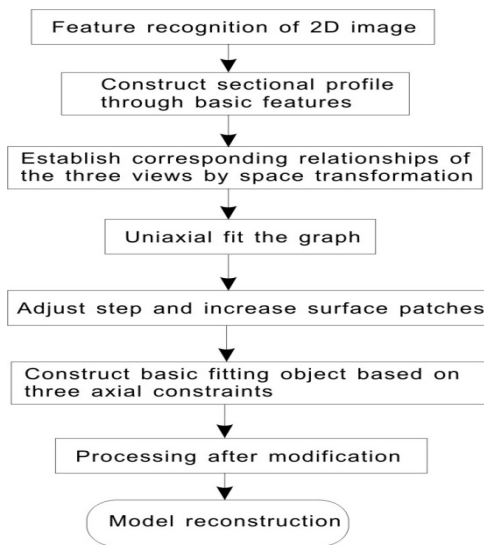 Feature recognition of 2D image
Construct sectional profile
through basic features
Establish corresponding relationships of
the three views by space transformation
Uniaxial fit the graph
Adjust step and increase surface patches
Construct basic fitting object based on
three axial constraints
Processing after modification
Model reconstruction